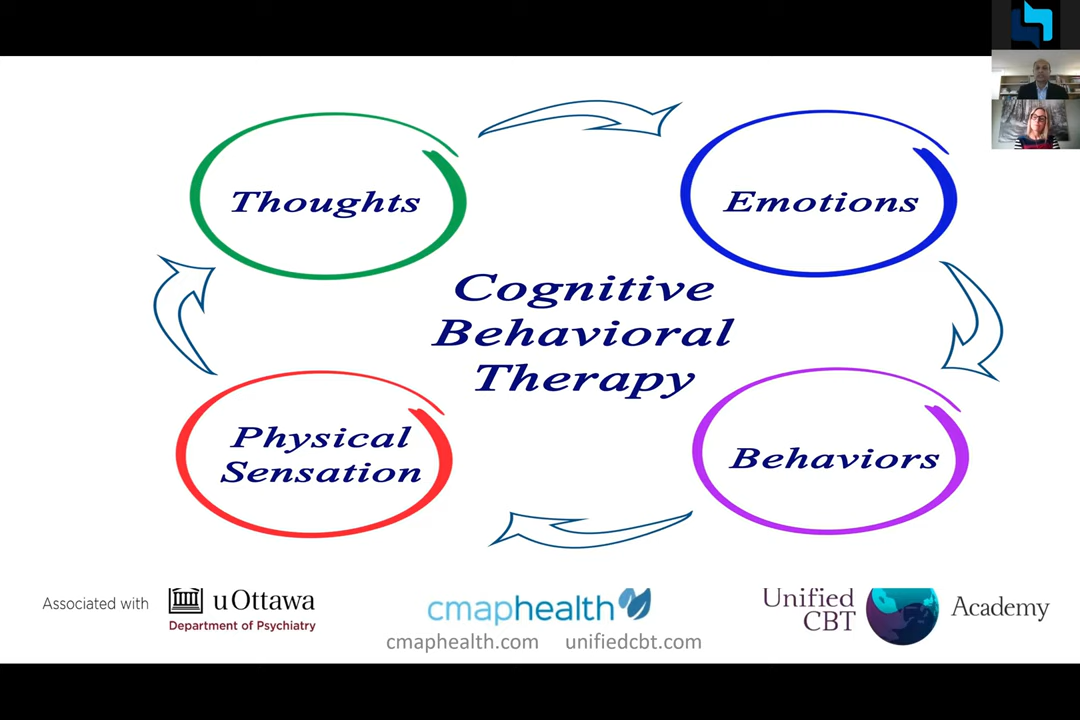 Thoughts
Emotions
Cognitive
Behavioral
Therapy
Physical
Sensation
Behaviors
Associated with
uOttawa
Department of Psychiatry
cmaphealth
cmaphealth.com unifiedcbt.com
Unified
CBT
Academy